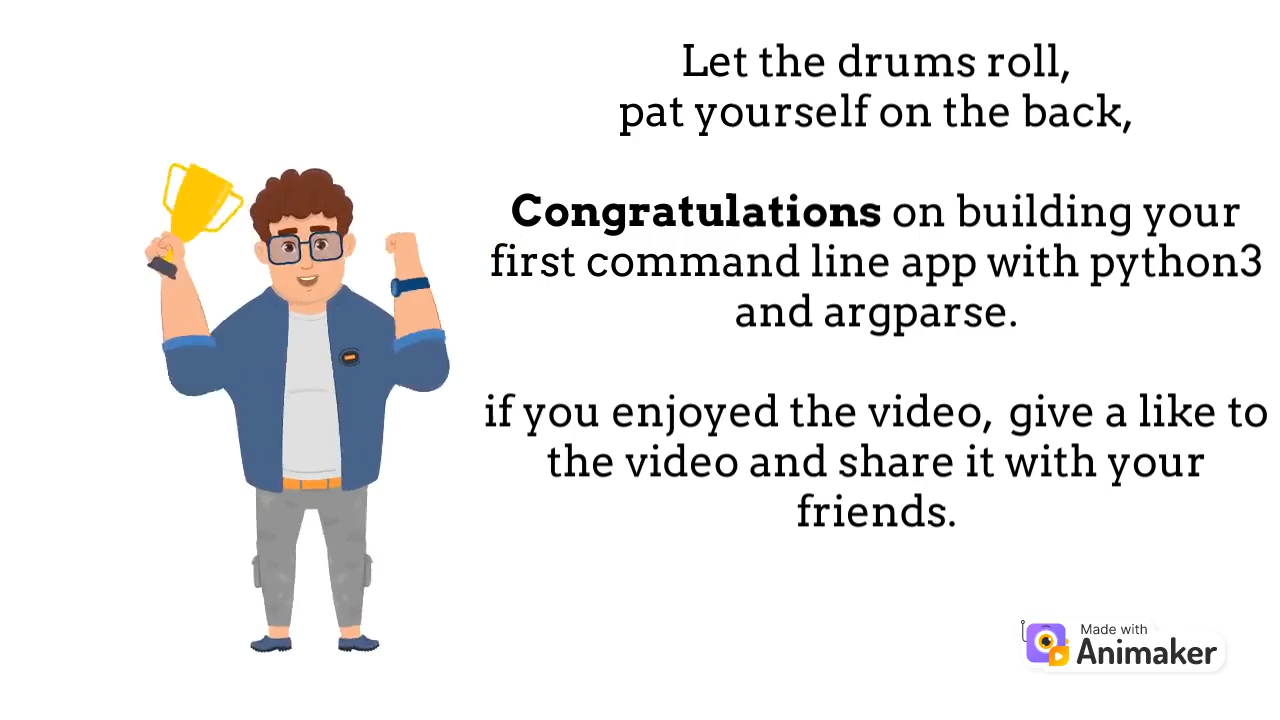 Let the drums roll,
pat yourself on the back,
Congratulations on building your
first command line app with python3
and argparse.
if you enjoyed the video, give a like to
the video and share it with your
friends.
Made with
Animaker